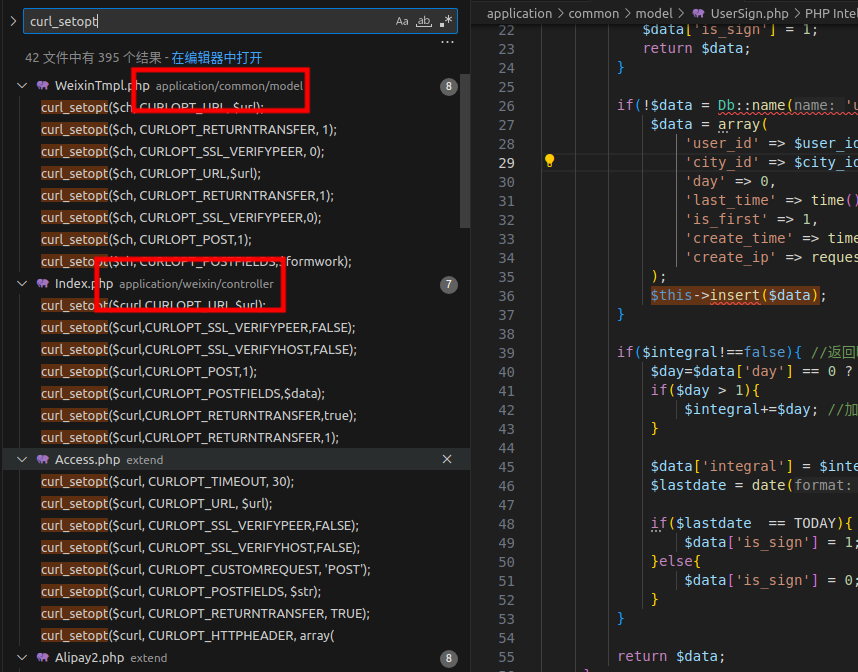 curl_setopt
Aa ab .*
42 文件中有 395 个结果 - 在编辑器中打开
WeixinTmpl.php application/common/model 8
curl_setopt($ch, CURLOPT_URL, $url);
curl_setopt($ch, CURLOPT_RETURNTRANSFER, 1);
curl_setopt($ch, CURLOPT_SSL_VERIFYPEER, 0);
curl_setopt($ch, CURLOPT_URL,$url);
curl_setopt($ch, CURLOPT_RETURNTRANSFER,1);
curl_setopt($ch, CURLOPT_SSL_VERIFYPEER,0);
curl_setopt($ch, CURLOPT_POST,1);
curl_setopt($ch, CURLOPT_POSTFIELDS,$formwork);
Index.php application/weixin/controller 7
curl_setopt($curl,CURLOPT_URL,$url);
curl_setopt($curl,CURLOPT_SSL_VERIFYPEER,FALSE);
curl_setopt($curl,CURLOPT_SSL_VERIFYHOST,FALSE);
curl_setopt($curl,CURLOPT_POST,1);
curl_setopt($curl,CURLOPT_POSTFIELDS,$data);
curl_setopt($curl,CURLOPT_RETURNTRANSFER,true);
curl_setopt($curl,CURLOPT_RETURNTRANSFER,1);
Access.php extend
curl_setopt($curl, CURLOPT_TIMEOUT, 30);
curl_setopt($curl, CURLOPT_URL, $url);
curl_setopt($curl, CURLOPT_SSL_VERIFYPEER,FALSE);
curl_setopt($curl, CURLOPT_SSL_VERIFYHOST,FALSE);
curl_setopt($curl, CURLOPT_CUSTOMREQUEST, 'POST');
curl_setopt($curl, CURLOPT_POSTFIELDS, $str);
curl_setopt($curl, CURLOPT_RETURNTRANSFER, TRUE);
curl_setopt($curl, CURLOPT_HTTPHEADER, array(
Alipay2.php extend 8
application > common > model > UserSign.php > PHP Intel
22 $data['is_sign'] = 1;
23 return $data;
24 }
25
26 if(!$data = Db::name(name: 'u
27 $data = array(
28 'user_id' => $user_id
29 'city_id' => $city_id
30 'day' => 0,
31 'last_time' => time()
32 'is_first' => 1,
33 'create_time' => time
34 'create_ip' => reques
35 );
36 $this->insert($data);
37 }
38
39 if($integral!==false){ //返回
40 $day=$data['day'] == 0 ?
41 if($day > 1){
42 $integral+=$day; //加
43 }
44
45 $data['integral'] = $inte
46 $lastdate = date(format:
47
48 if($lastdate == TODAY){
49 $data['is_sign'] = 1;
50 }else{
51 $data['is_sign'] = 0;
52 }
53 }
54
55 return $data;